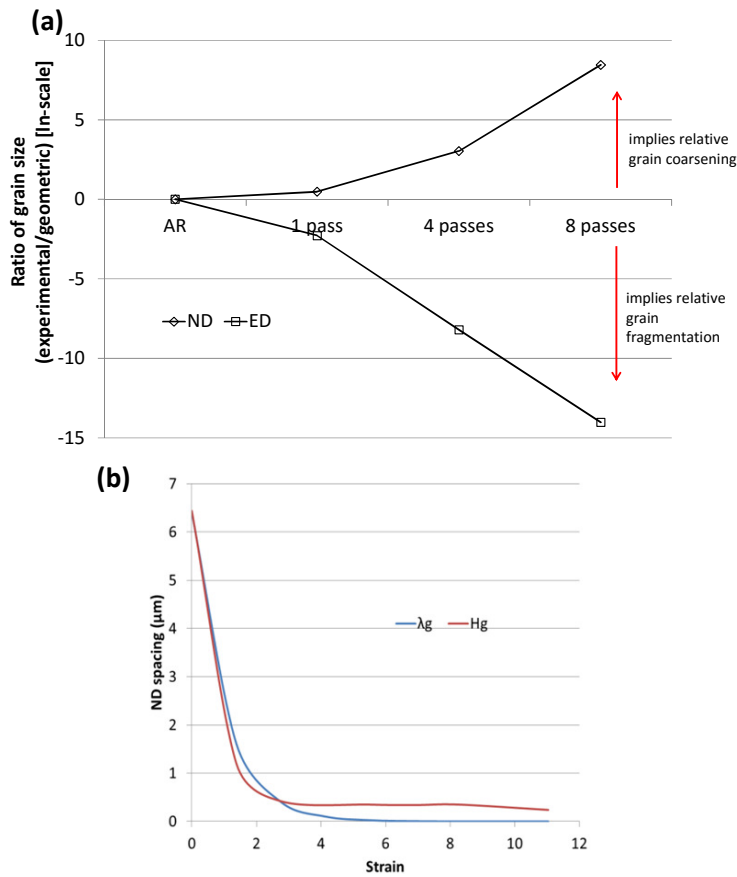 (a)
Ratio of grain size
(experimental/geometric) [ln-scale]
10
5
0
-5
-10
-15
AR
1 pass
4 passes
8 passes
ND
ED
implies relative
grain coarsening
implies relative
grain
fragmentation
(b)
ND spacing (µm)
7
6
5
4
3
2
1
0
λg
Hg
0
2
4
6
8
10
12
Strain